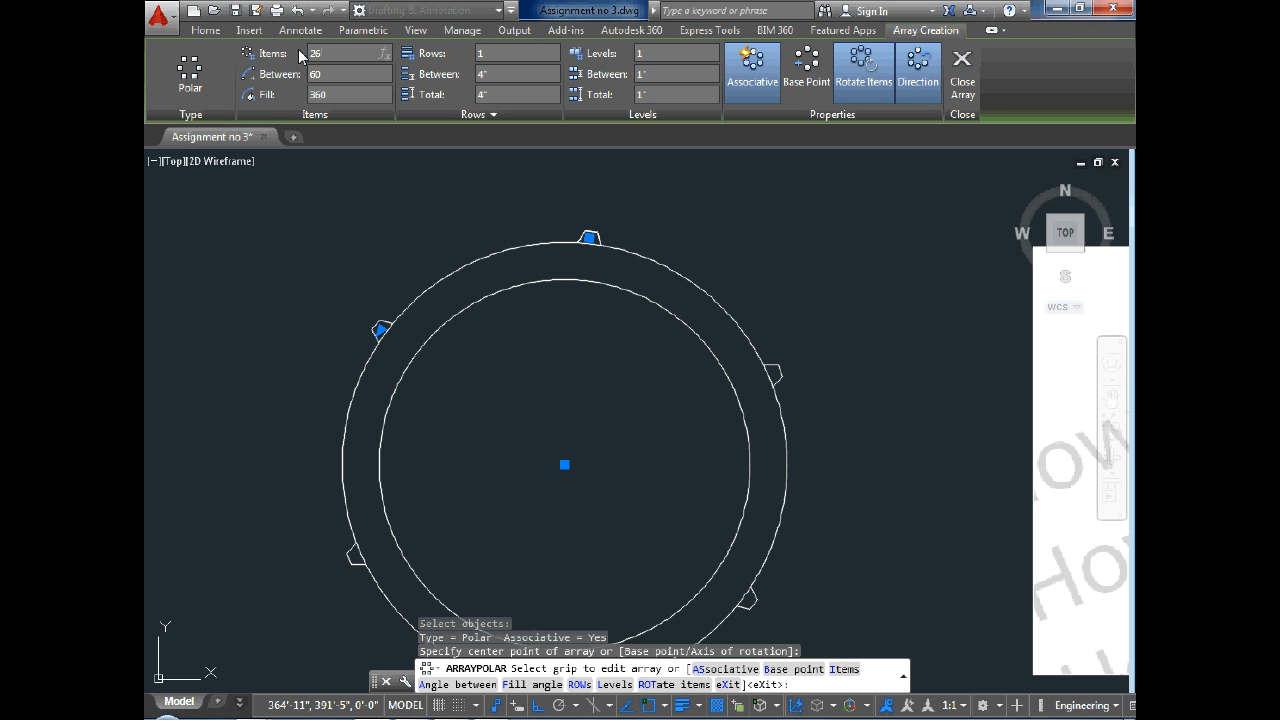 Drafting & Annotation
Assignment no 3.dwg
Type a keyword or phrase
Sign In
Home Insert Annotate Parametric View Manage Output Add-ins Autodesk 360 Express Tools BIM 360 Featured Apps Array Creation
Items: 26 Rows: 1 Levels: 1
Between: 60 Between: 4" Between: 1"
Fill: 360 Total: 4" Total: 1"
Polar Associative Base Point Rotate Items Direction Close Array
Type Items Rows Levels Properties Close
Assignment no 3*
[−][Top][2D Wireframe]
N
W TOP E
S
WCS
How
How
Select objects:
Type = Polar Associative = Yes
Specify center point of array or [Base point/Axis of rotation]:
ARRAYPOLAR Select grip to edit array or [ASsociative Base point Items
Angle between Fill angle ROWs Levels ROTate items eXit]<eXit>:
Y
X
Model 364'-11", 391'-5", 0'-0" MODEL 1:1 Engineering